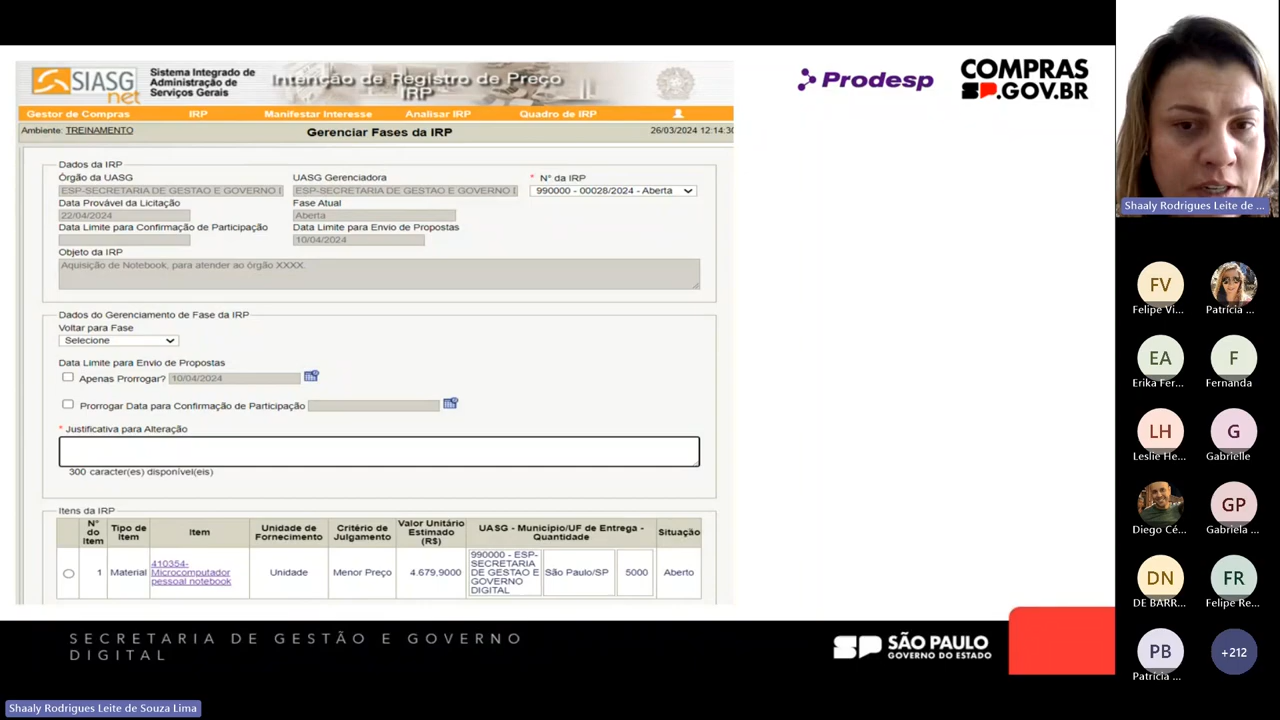 SIASG
net
Sistema Integrado de
Administração de
Serviços Gerais
Intenção de Registro de Preço
IRP
Gestor de Compras IRP Manifestar Interesse Analisar IRP Quadro de IRP
Ambiente: TREINAMENTO Gerenciar Fases da IRP 26/03/2024 12:14:30
Dados da IRP
Órgão da UASG UASG Gerenciadora * N° da IRP
ESP-SECRETARIA DE GESTAO E GOVERNO ESP-SECRETARIA DE GESTAO E GOVERNO 990000 - 00028/2024 - Aberta
Data Provável da Licitação Fase Atual
22/04/2024 Aberta
Data Limite para Confirmação de Participação Data Limite para Envio de Propostas
10/04/2024
Objeto da IRP
Aquisição de Notebook, para atender ao órgão XXXX.
Dados do Gerenciamento de Fase da IRP
Voltar para Fase
Selecione
Data Limite para Envio de Propostas
Apenas Prorrogar? 10/04/2024
Prorrogar Data para Confirmação de Participação
* Justificativa para Alteração
300 caracter(es) disponível(eis)
Itens da IRP
N° do Item Tipo de Item Item Unidade de Fornecimento Critério de Julgamento Valor Unitário Estimado (R$) UASG - Município/UF de Entrega - Quantidade Situação
1 Material 410354- Microcomputador pessoal notebook Unidade Menor Preço 4.679,9000 990000 - ESP- SECRETARIA DE GESTAO E GOVERNO DIGITAL São Paulo/SP 5000 Aberto
Prodesp
COMPRAS
SP.GOV.BR
SECRETARIA DE GESTÃO E GOVERNO
DIGITAL
SP SÃO PAULO
GOVERNO DO ESTADO
Shaaly Rodrigues Leite de ...
FV
Felipe Vi... Patrícia ...
EA F
Erika Fer... Fernanda
LH G
Leslie He... Gabrielle
GP
Diego Cé... Gabriela ...
DN FR
DE BARR... Felipe Re...
PB +212
Patrícia ...
Shaaly Rodrigues Leite de Souza Lima